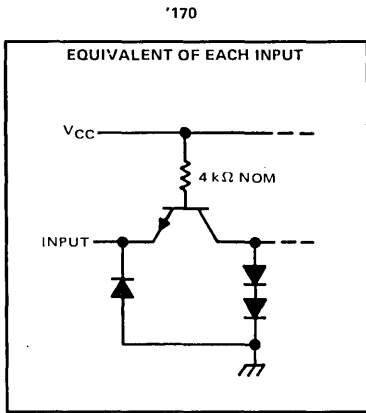 '170
EQUIVALENT OF EACH INPUT
VCC
4 kΩ NOM
INPUT